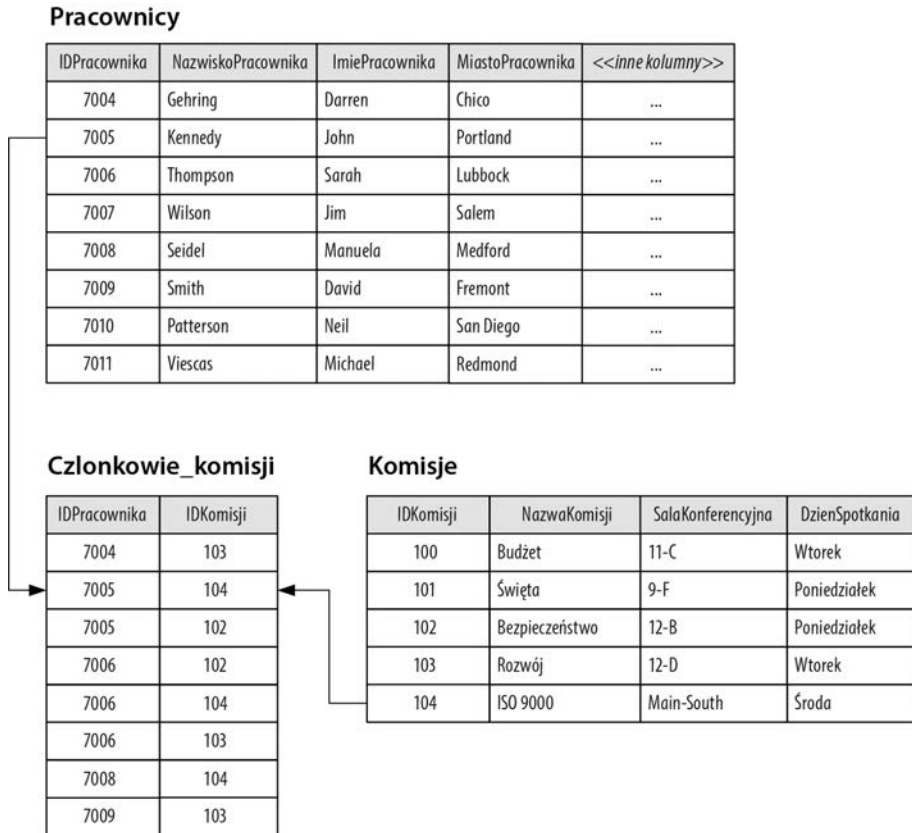 Pracownicy
IDPracownika NazwiskoPracownika ImiePracownika MiastoPracownika <<inne kolumny>>
7004 Gehring Darren Chico ...
7005 Kennedy John Portland ...
7006 Thompson Sarah Lubbock ...
7007 Wilson Jim Salem ...
7008 Seidel Manuela Medford ...
7009 Smith David Fremont ...
7010 Patterson Neil San Diego ...
7011 Viescas Michael Redmond ...
Czlonkowie_komisji
IDPracownika IDKomisji
7004 103
7005 104
7005 102
7006 102
7006 104
7006 103
7008 104
7009 103
Komisje
IDKomisji NazwaKomisji SalaKonferencyjna DzienSpotkania
100 Budżet 11-C Wtorek
101 Święta 9-F Poniedziałek
102 Bezpieczeństwo 12-B Poniedziałek
103 Rozwój 12-D Wtorek
104 ISO 9000 Main-South Środa